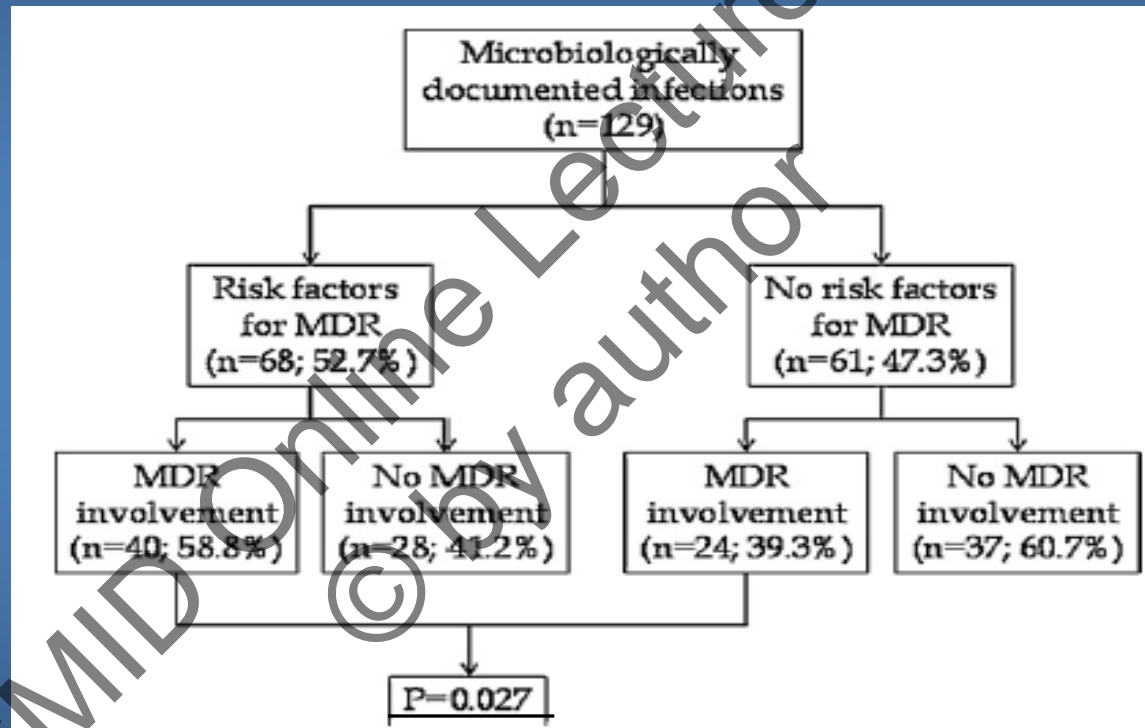 Microbiologically
documented infections
(n=129)
Risk factors
for MDR
(n=68; 52.7%)
No risk factors
for MDR
(n=61; 47.3%)
MDR
involvement
(n=40; 58.8%)
No MDR
involvement
(n=28; 41.2%)
MDR
involvement
(n=24; 39.3%)
No MDR
involvement
(n=37; 60.7%)
P=0.027
MID Online Lecture
© by author